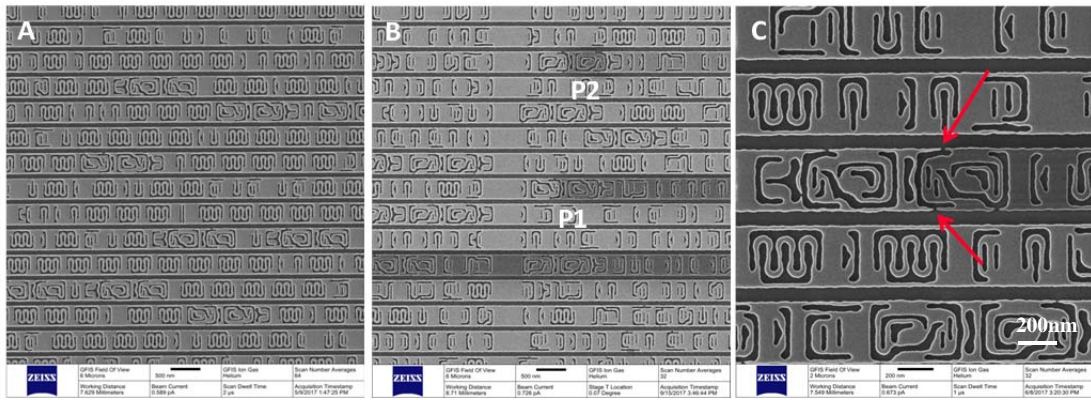 A
B
P2
P1
C
200nm
ZEISS
GFIS Field Of View
6 Microns
500 nm
GFIS Ion Gas
Helium
Scan Number Averages
64
Working Distance
7.629 Millimeters
Beam Current
0.589 pA
Scan Dwell Time
2 µs
Acquisition Timestamp
5/9/2017 1:47:25 PM
ZEISS
GFIS Field Of View
6 Microns
500 nm
GFIS Ion Gas
Helium
Scan Number Averages
32
Working Distance
8.71 Millimeters
Beam Current
0.726 pA
Stage T Location
0.07 Degree
Acquisition Timestamp
9/15/2017 3:46:44 PM
ZEISS
GFIS Field Of View
2 Microns
200 nm
GFIS Ion Gas
Helium
Scan Number Averages
32
Working Distance
7.549 Millimeters
Beam Current
0.673 pA
Scan Dwell Time
1 µs
Acquisition Timestamp
6/8/2017 3:20:30 PM